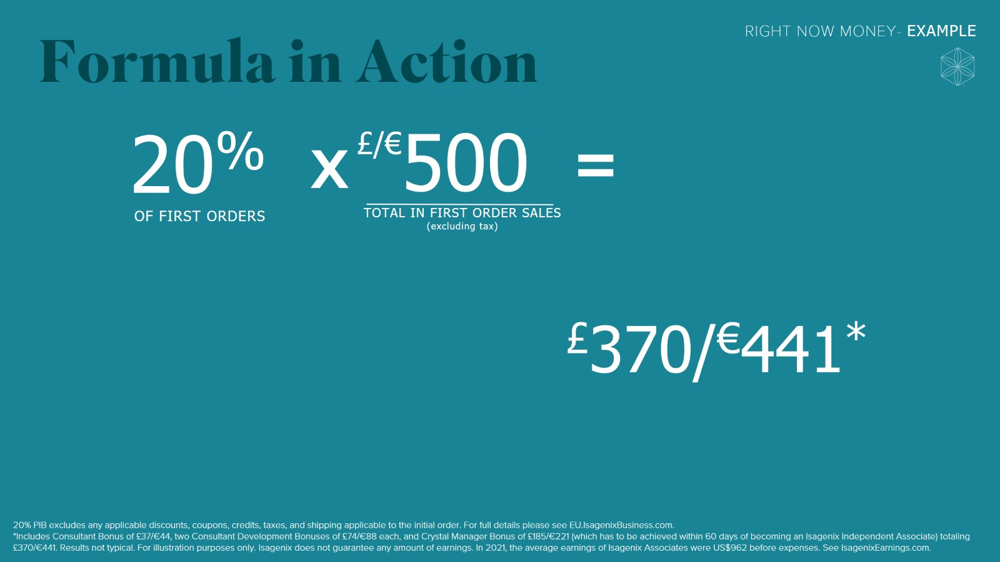 RIGHT NOW MONEY- EXAMPLE
Formula in Action
20% x £/€500 =
OF FIRST ORDERS
TOTAL IN FIRST ORDER SALES
(excluding tax)
£370/€441*
20% PIB excludes any applicable discounts, coupons, credits, taxes, and shipping applicable to the initial order. For full details please see EU.IsagenixBusiness.com.
*Includes Consultant Bonus of £37/€44, two Consultant Development Bonuses of £74/€88 each, and Crystal Manager Bonus of £185/€221 (which has to be achieved within 60 days of becoming an Isagenix Independent Associate) totaling
£370/€441. Results not typical. For illustration purposes only. Isagenix does not guarantee any amount of earnings. In 2021, the average earnings of Isagenix Associates were US$962 before expenses. See IsagenixEarnings.com.